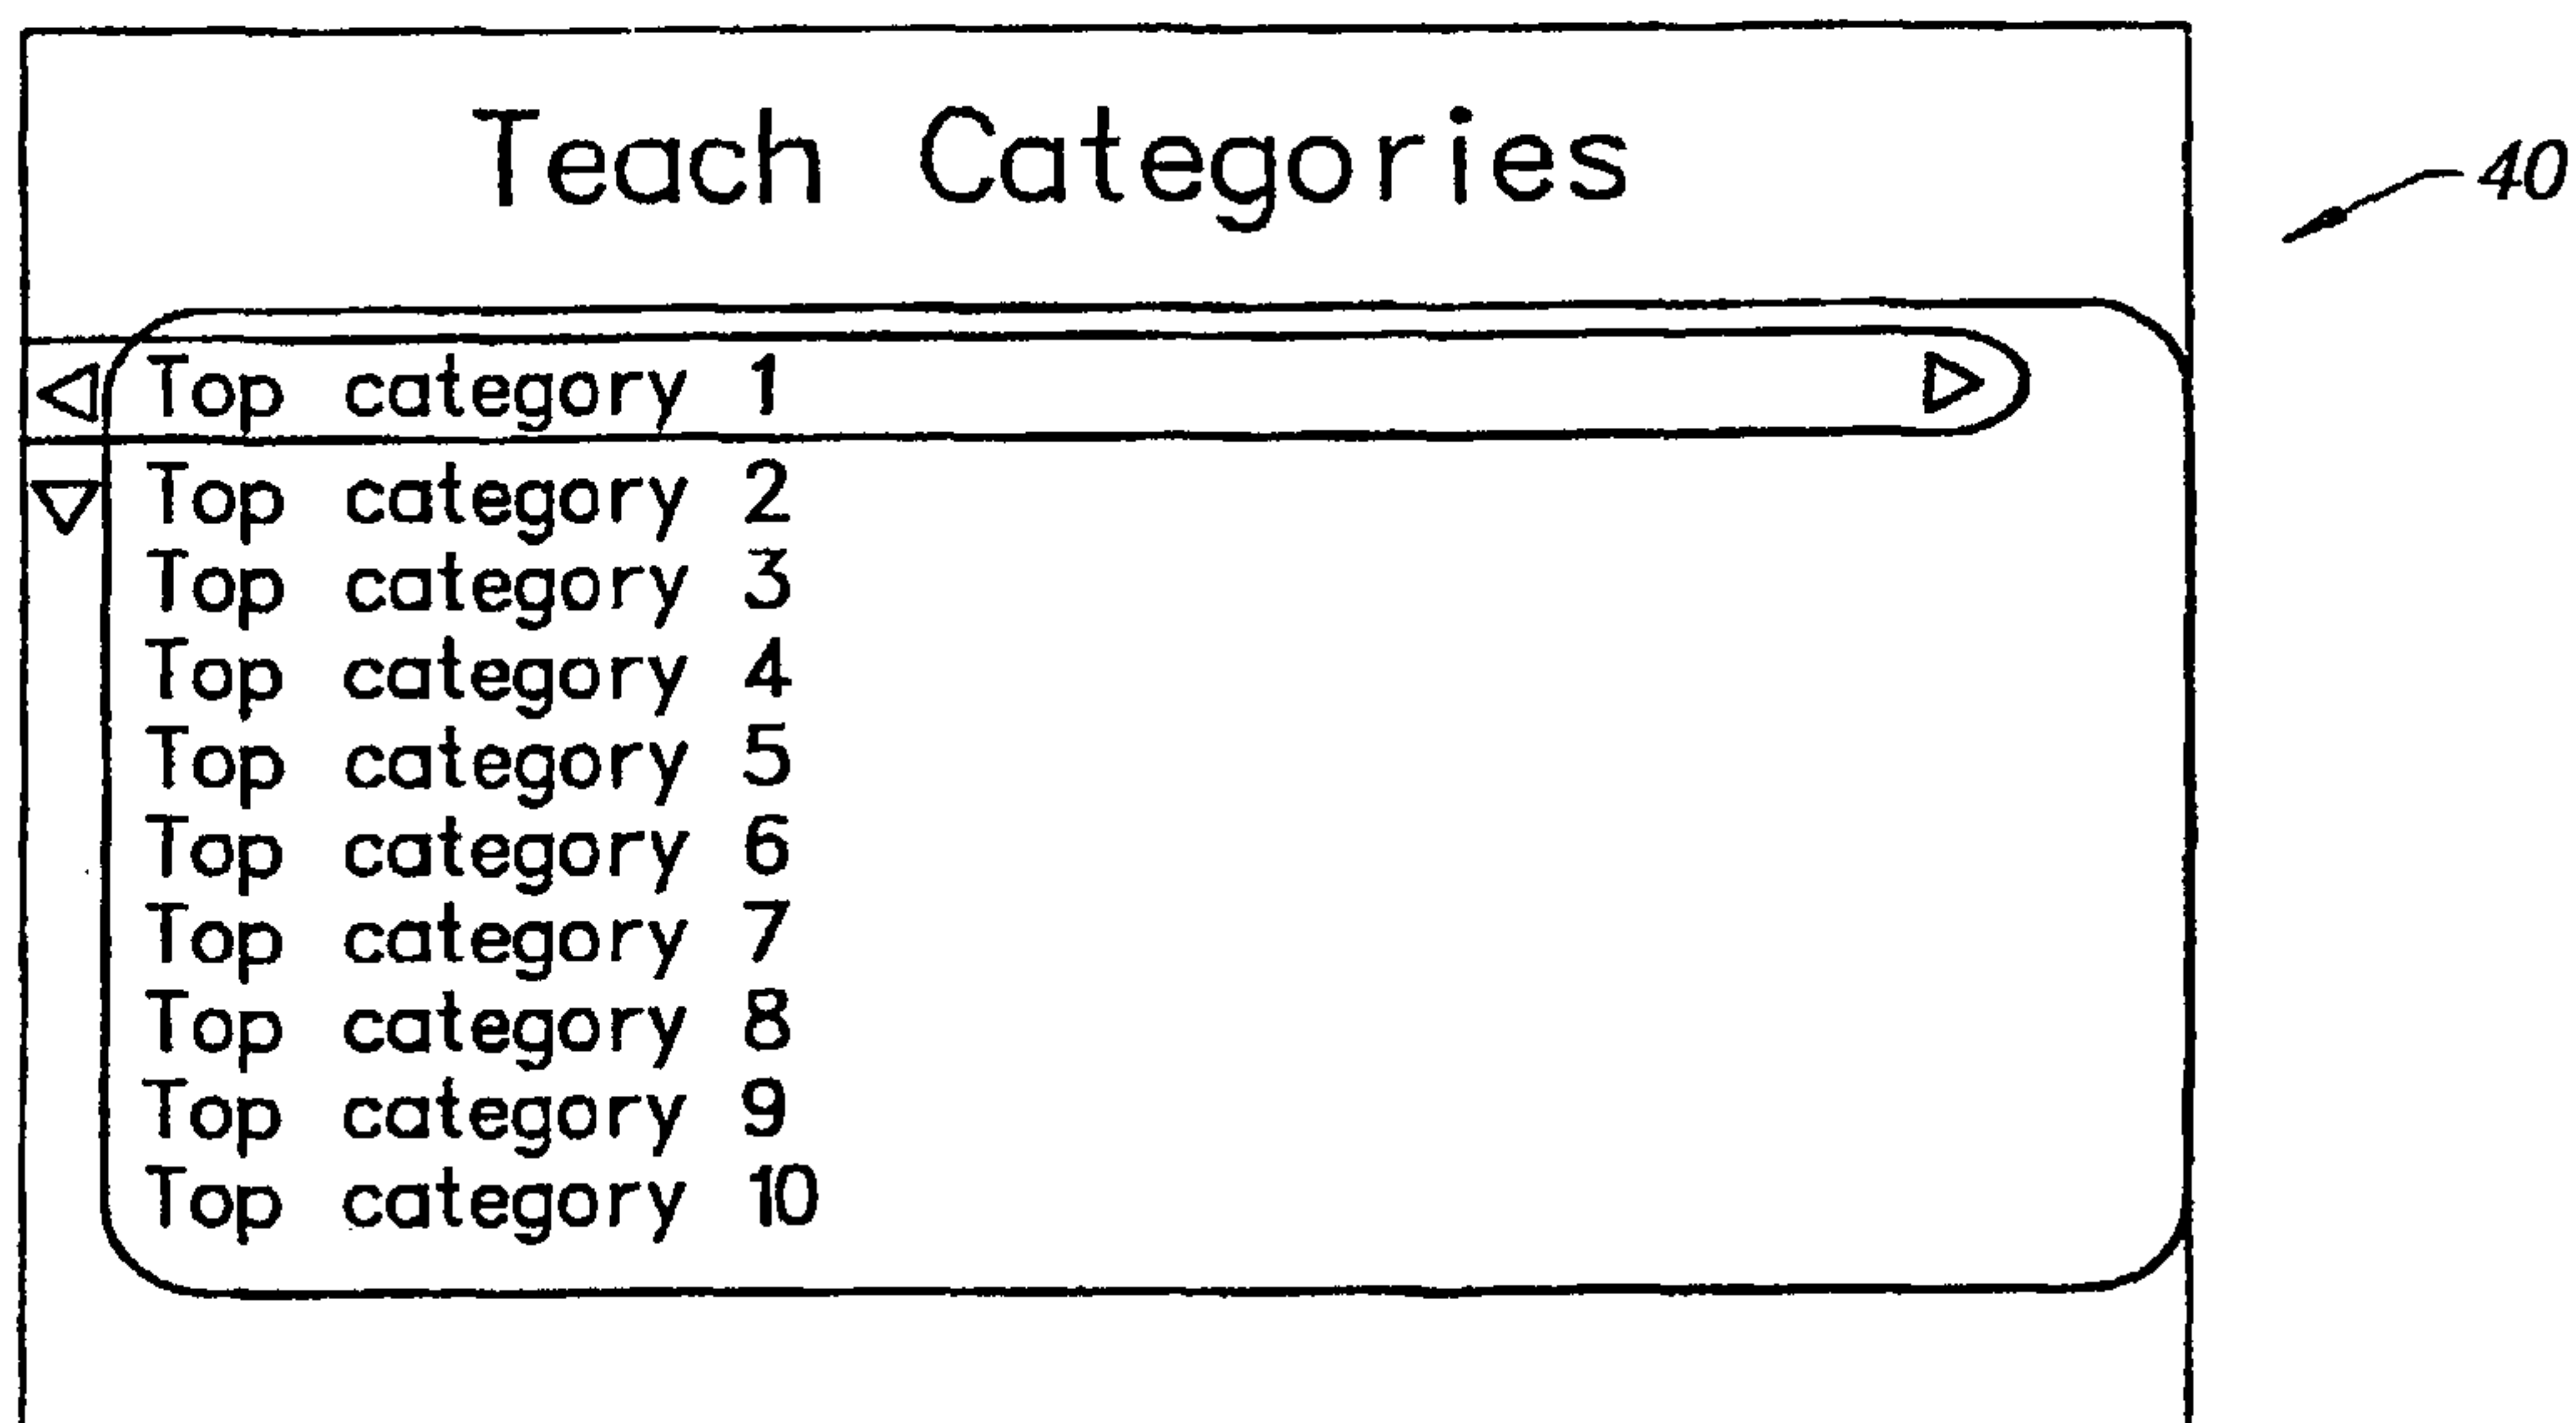 Teach Categories
40
Top category 1
Top category 2
Top category 3
Top category 4
Top category 5
Top category 6
Top category 7
Top category 8
Top category 9
Top category 10